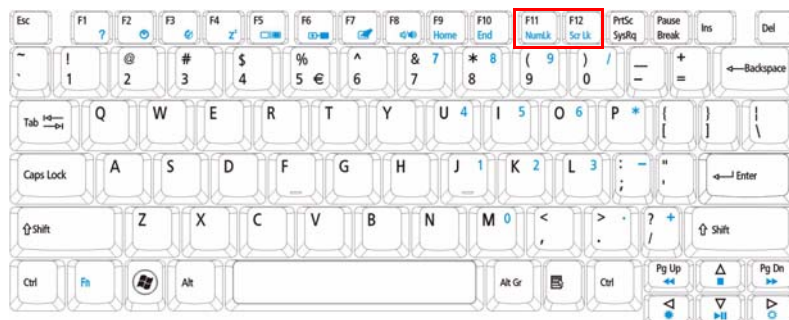 Esc F1 ? F2 F3 F4 Zz F5 F6 F7 F8 F9 Home F10 End F11 NumLk F12 Scr Lk PrtSc SysRq Pause Break Ins Del
~ ` ! 1 @ 2 # 3 $ 4 % 5 € ^ 6 & 7 7 * 8 8 ( 9 9 ) / 0 _ - + = Backspace
Tab Q W E R T Y U 4 I 5 O 6 P * { [ } ] | \
Caps Lock A S D F G H J 1 K 2 L 3 : - ; " ' Enter
Shift Z X C V B N M 0 < , > . . ? + / Shift
Ctrl Fn Alt Alt Gr Ctrl Pg Up Pg Dn